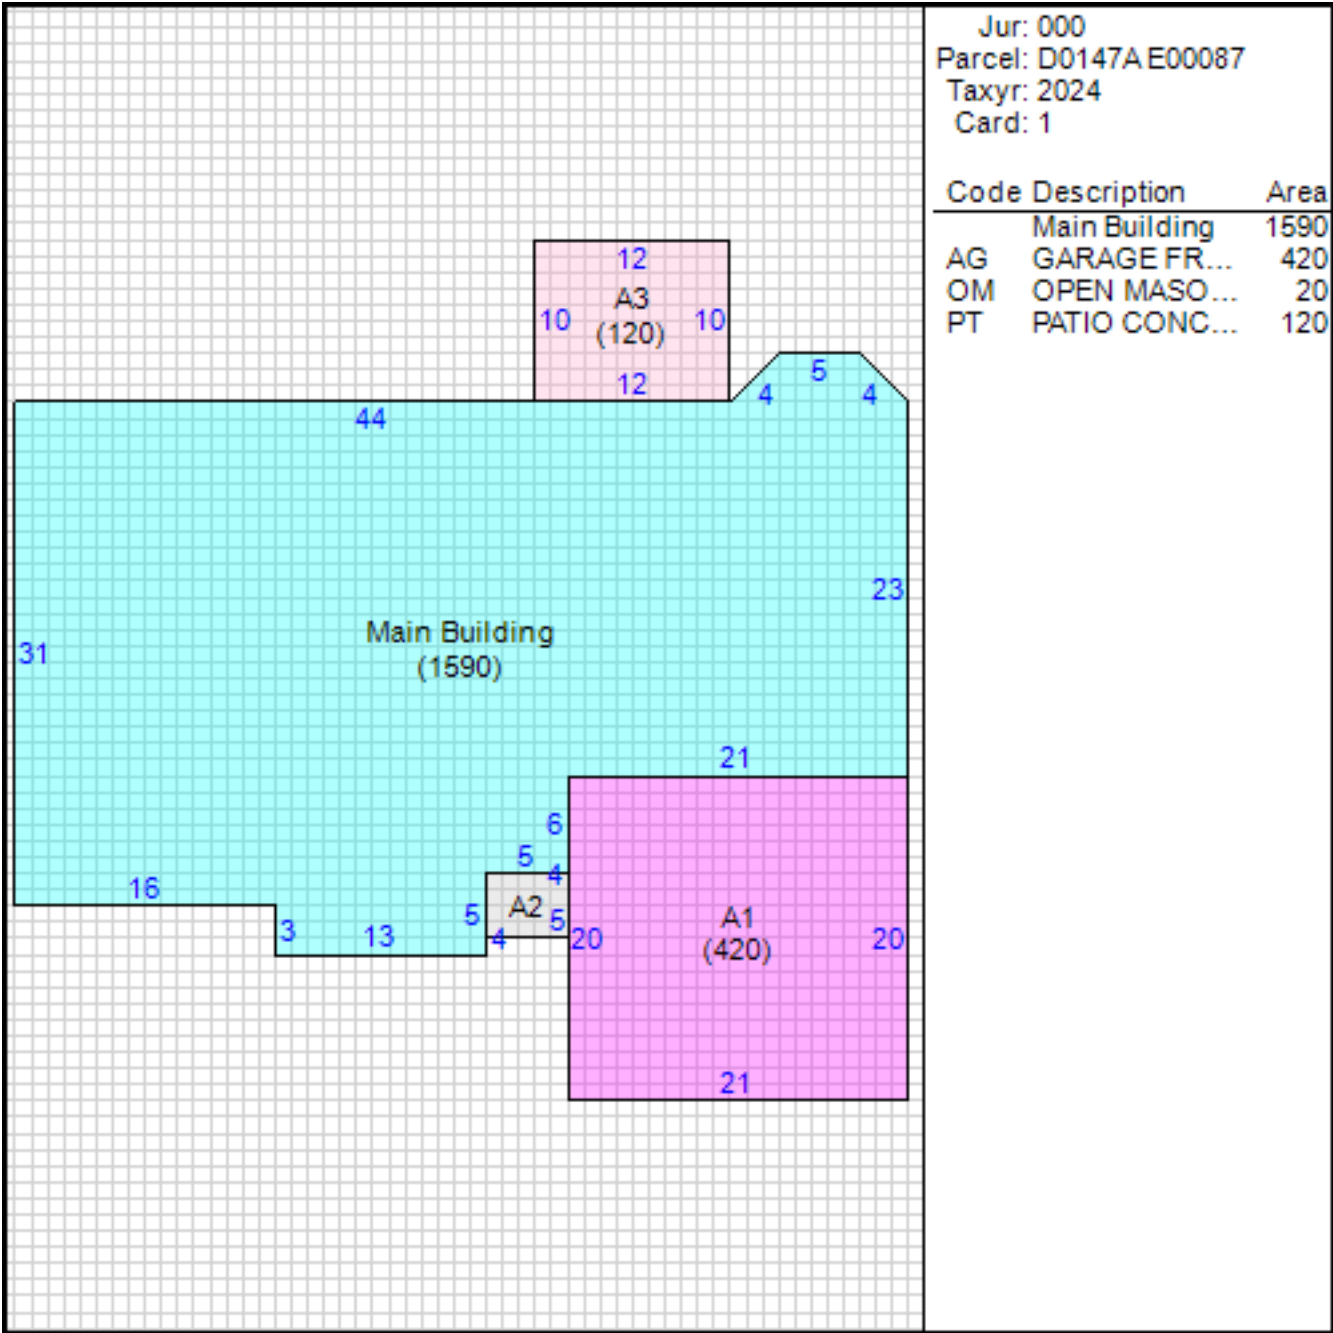 Jur: 000
Parcel: D0147A E00087
Taxyr: 2024
Card: 1
Code Description Area
Main Building 1590
AG GARAGE FR... 420
OM OPEN MASO... 20
PT PATIO CONC... 120
12
A3
10 10
(120)
12
5
4 4
44
23
Main Building
(1590)
31
21
6
5
4
16
A2
5 5
A1
3 13
4 20 20
(420)
21